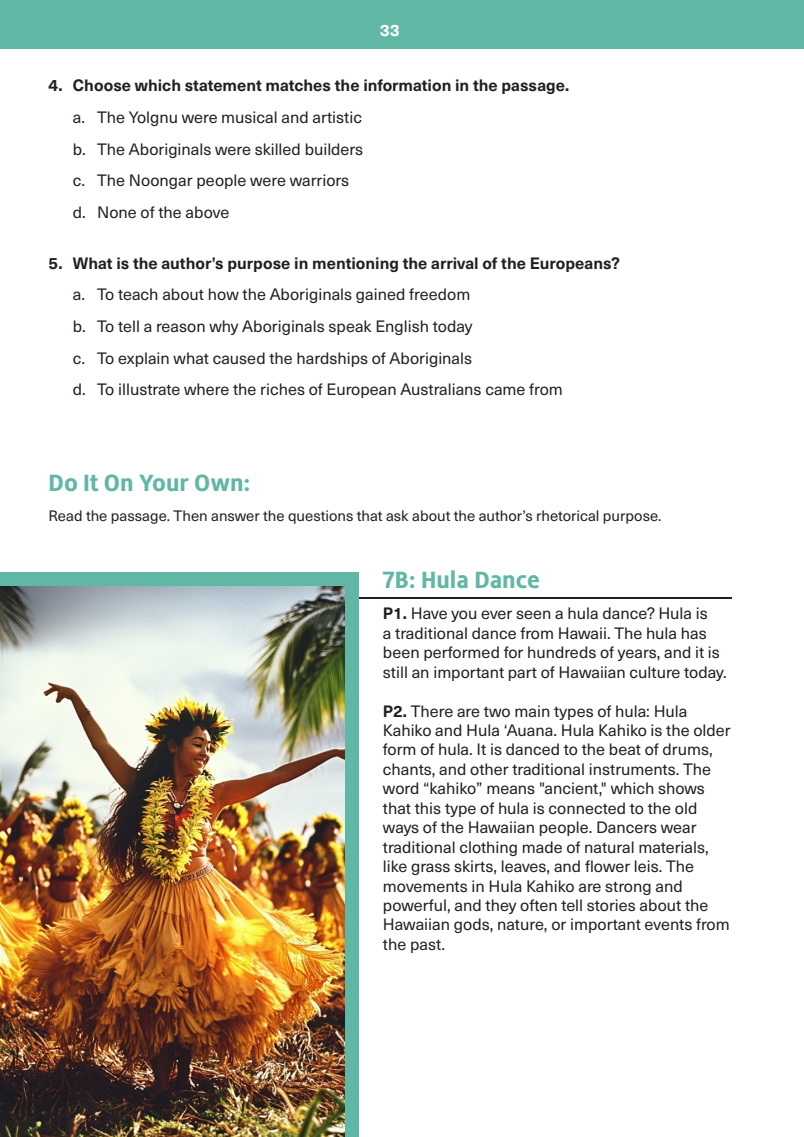 33
4. Choose which statement matches the information in the passage.
a. The Yolgnu were musical and artistic
b. The Aboriginals were skilled builders
c. The Noongar people were warriors
d. None of the above
5. What is the author’s purpose in mentioning the arrival of the Europeans?
a. To teach about how the Aboriginals gained freedom
b. To tell a reason why Aboriginals speak English today
c. To explain what caused the hardships of Aboriginals
d. To illustrate where the riches of European Australians came from
Do It On Your Own:
Read the passage. Then answer the questions that ask about the author’s rhetorical purpose.
7B: Hula Dance
P1. Have you ever seen a hula dance? Hula is
a traditional dance from Hawaii. The hula has
been performed for hundreds of years, and it is
still an important part of Hawaiian culture today.
P2. There are two main types of hula: Hula
Kahiko and Hula ‘Auana. Hula Kahiko is the older
form of hula. It is danced to the beat of drums,
chants, and other traditional instruments. The
word “kahiko” means "ancient," which shows
that this type of hula is connected to the old
ways of the Hawaiian people. Dancers wear
traditional clothing made of natural materials,
like grass skirts, leaves, and flower leis. The
movements in Hula Kahiko are strong and
powerful, and they often tell stories about the
Hawaiian gods, nature, or important events from
the past.